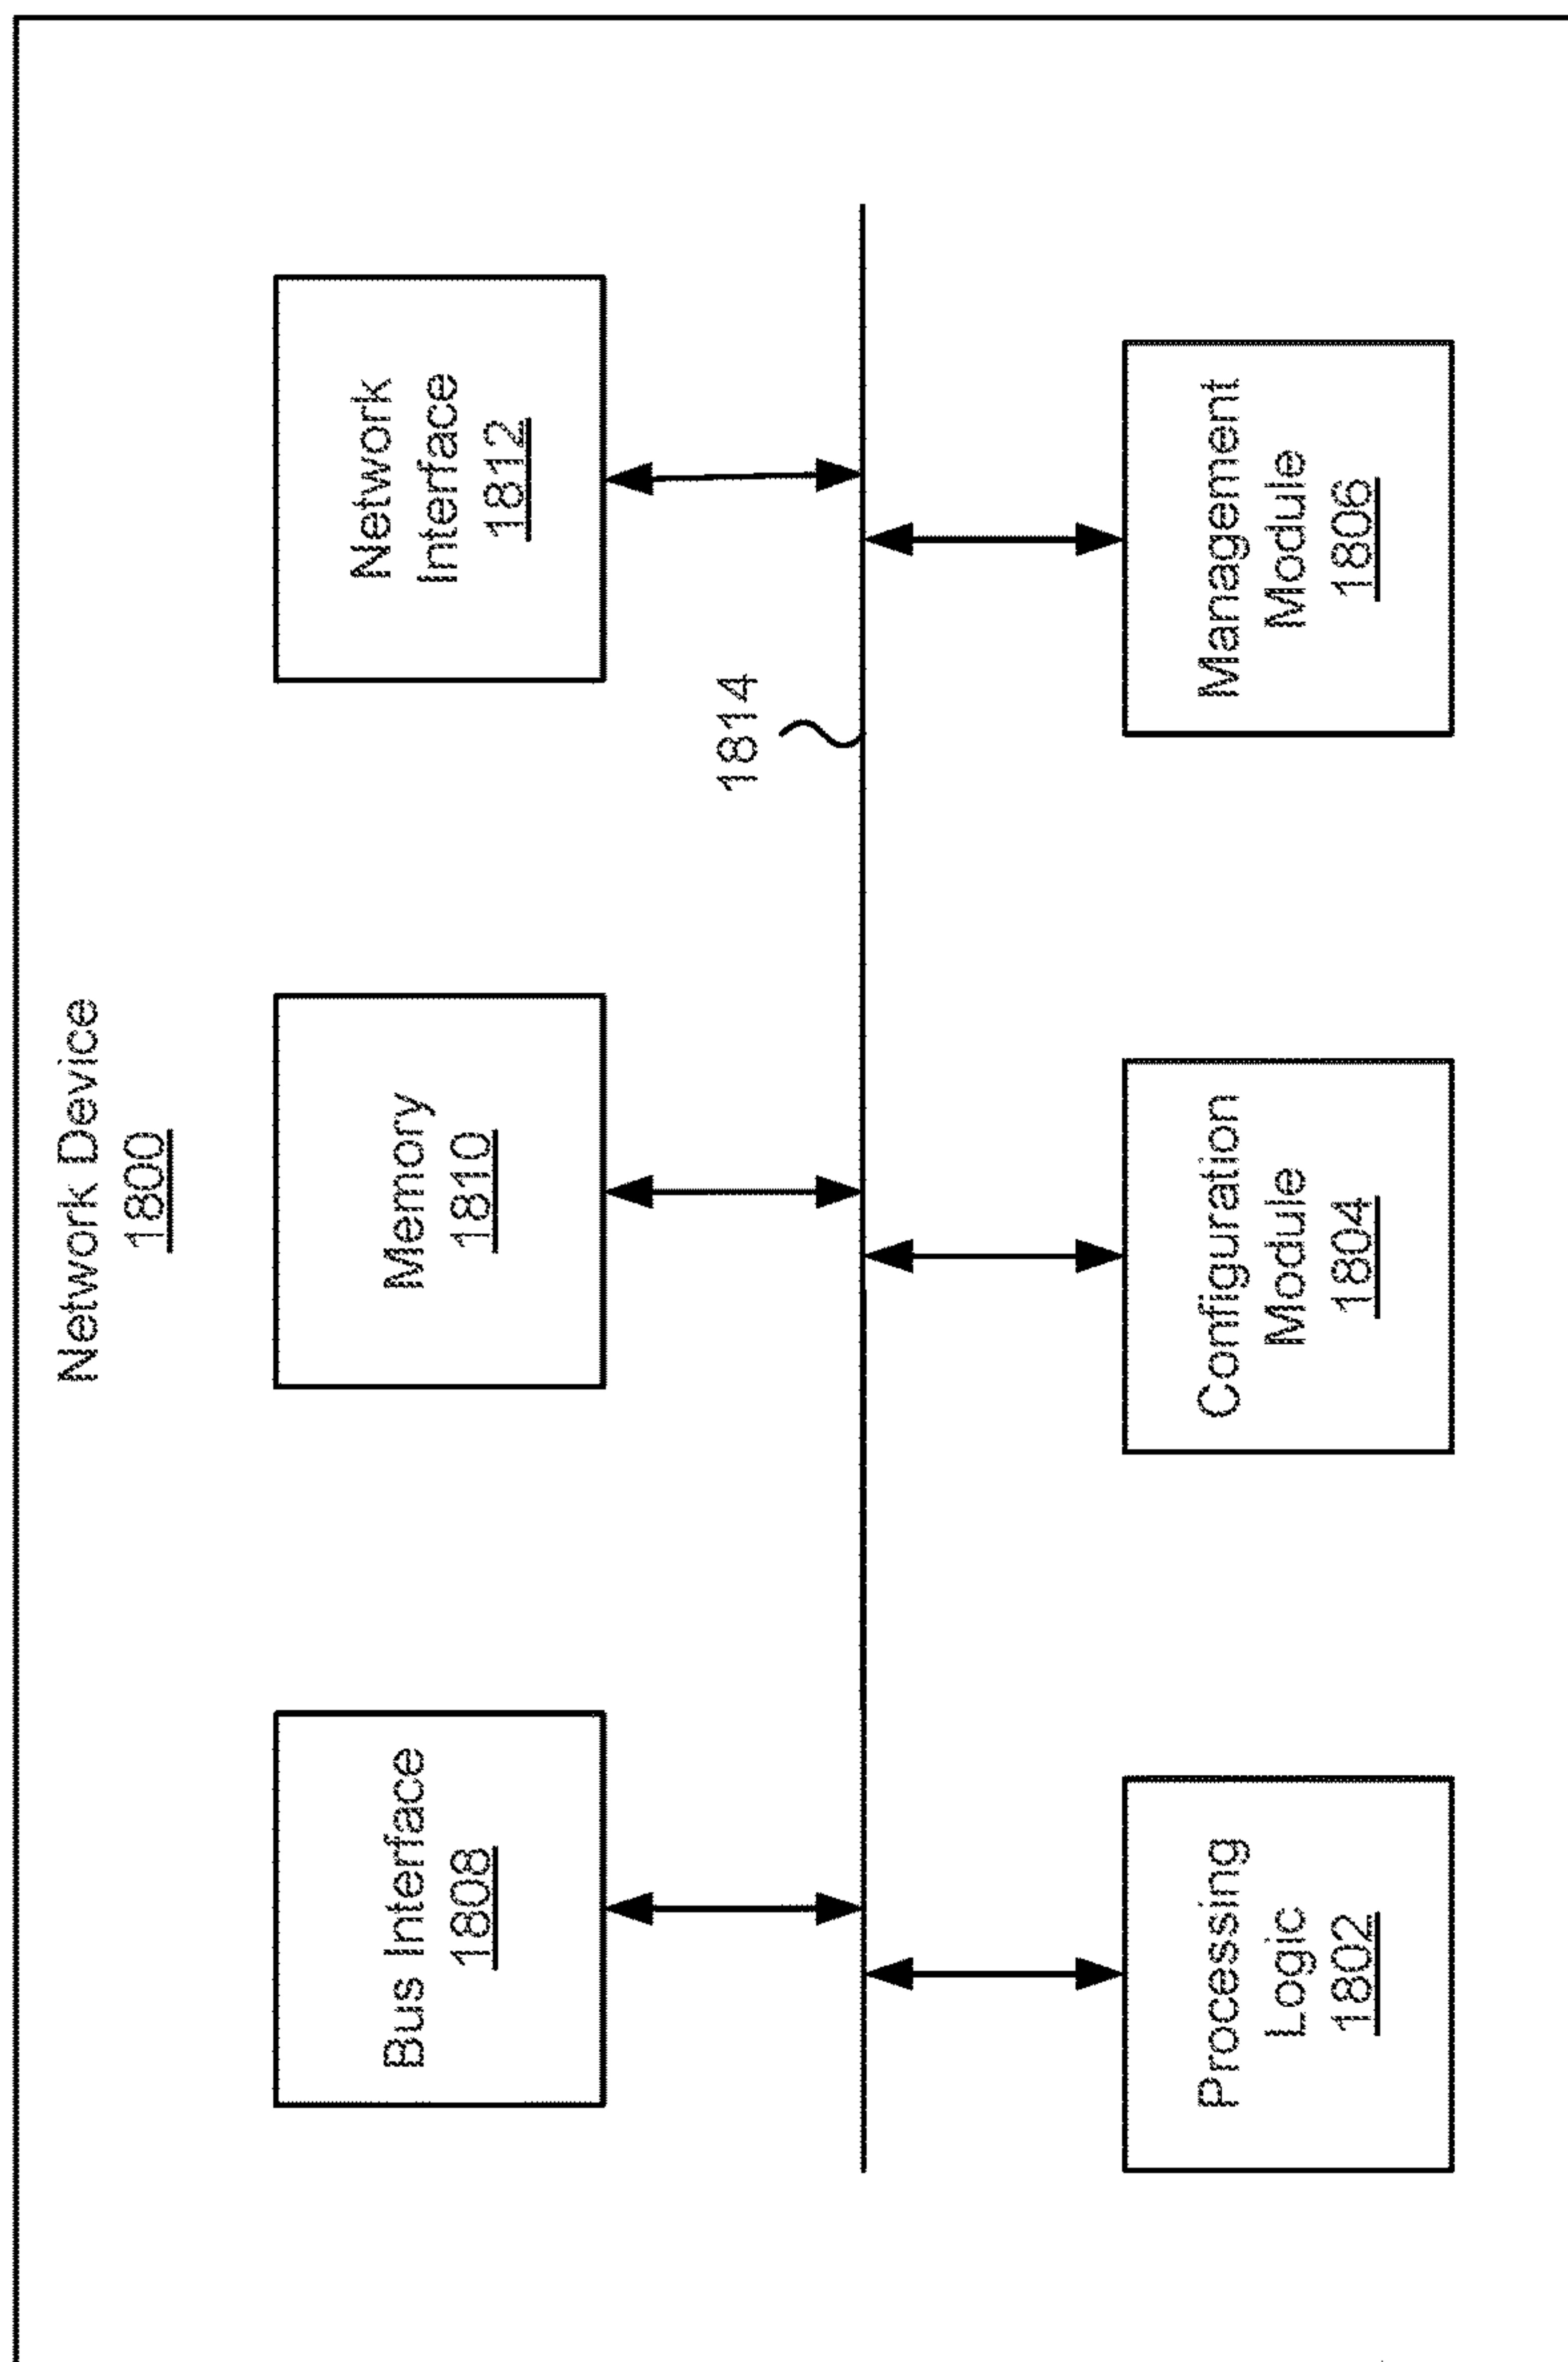 Network Device
1800
Bus Interface
1808
Memory
1810
Network
Interface
1812
1814
Processing
Logic
1802
Configuration
Module
1804
Management
Module
1806